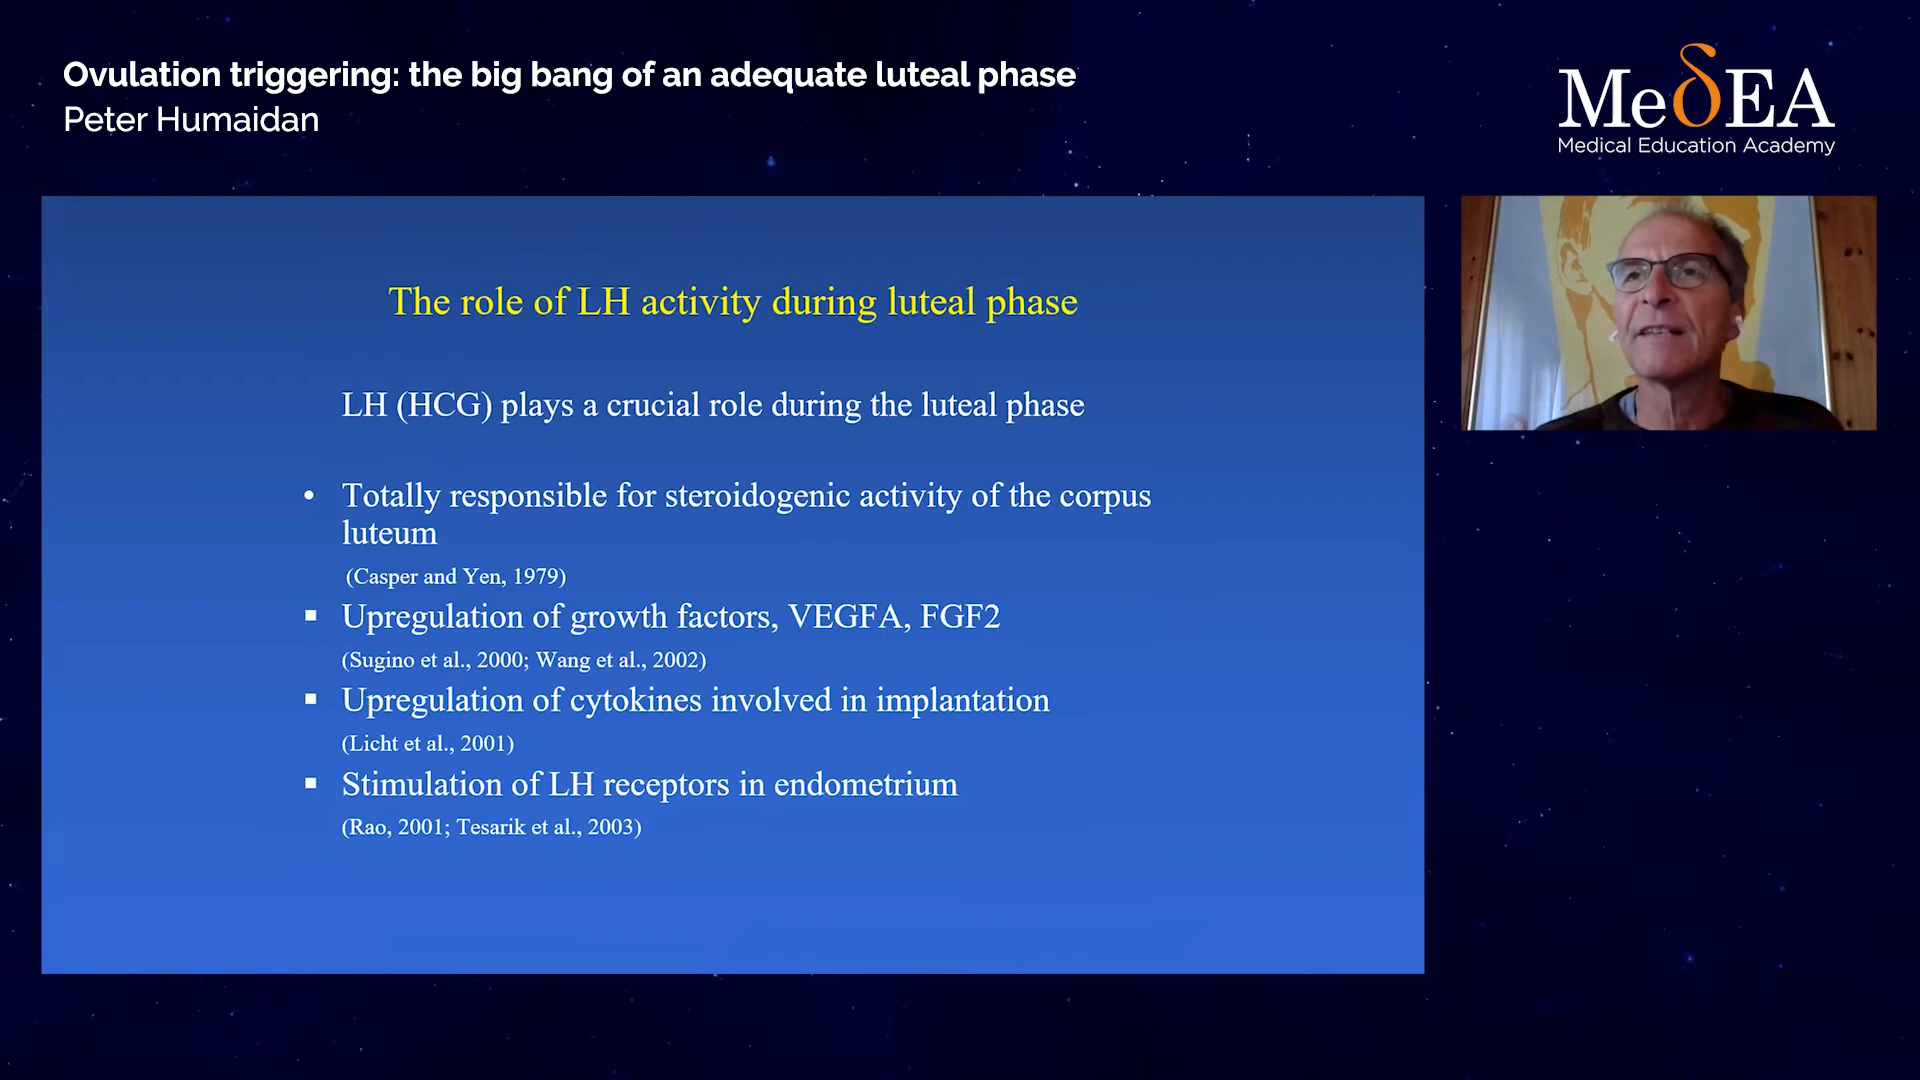 Ovulation triggering: the big bang of an adequate luteal phase
Peter Humaidan
MeδEA
Medical Education Academy
The role of LH activity during luteal phase
LH (HCG) plays a crucial role during the luteal phase
• Totally responsible for steroidogenic activity of the corpus
luteum
(Casper and Yen, 1979)
▪ Upregulation of growth factors, VEGFA, FGF2
(Sugino et al., 2000; Wang et al., 2002)
▪ Upregulation of cytokines involved in implantation
(Licht et al., 2001)
▪ Stimulation of LH receptors in endometrium
(Rao, 2001; Tesarik et al., 2003)